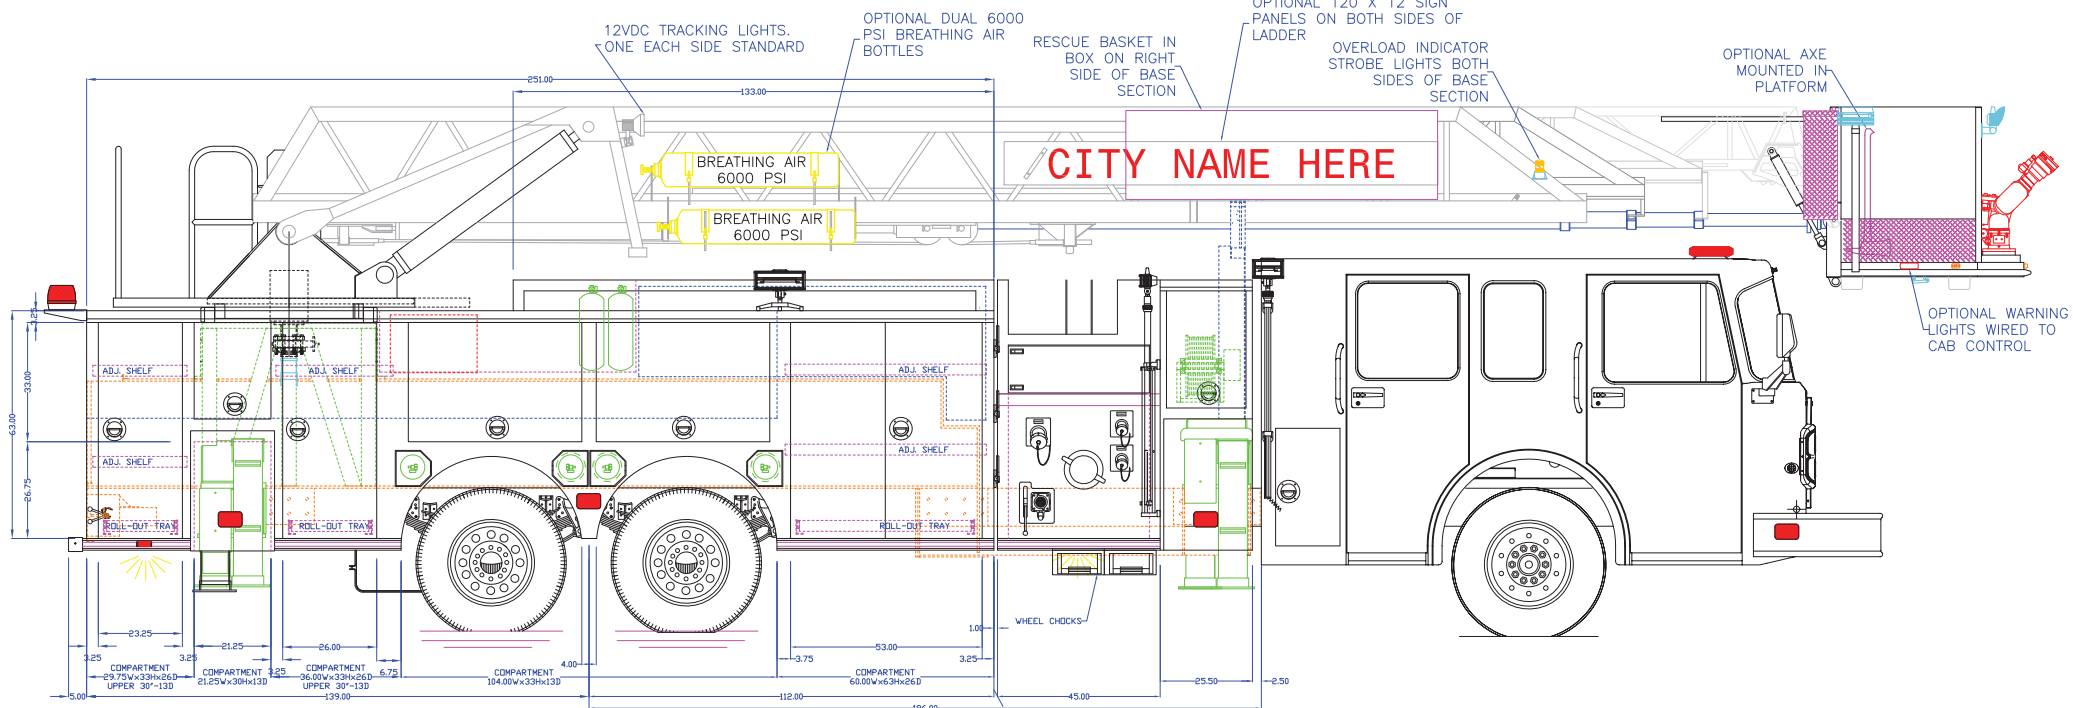 OPTIONAL 120 X 12 SIGN
PANELS ON BOTH SIDES OF
LADDER
OPTIONAL DUAL 6000
PSI BREATHING AIR
BOTTLES
12VDC TRACKING LIGHTS.
ONE EACH SIDE STANDARD
RESCUE BASKET IN
BOX ON RIGHT
SIDE OF BASE
SECTION
OVERLOAD INDICATOR
STROBE LIGHTS BOTH
SIDES OF BASE
SECTION
OPTIONAL AXE
MOUNTED IN
PLATFORM
251.00
133.00
BREATHING AIR
6000 PSI
BREATHING AIR
6000 PSI
CITY NAME HERE
OPTIONAL WARNING
LIGHTS WIRED TO
CAB CONTROL
3.25
33.00
63.00
26.75
ADJ. SHELF
ADJ. SHELF
ADJ. SHELF
ADJ. SHELF
ADJ. SHELF
ROLL-OUT TRAY
ROLL-OUT TRAY
ROLL-OUT TRAY
WHEEL CHOCKS
1.00
23.25
21.25
26.00
53.00
3.25
3.25
3.25
6.75
4.00
3.75
3.25
COMPARTMENT
29.75Wx33Hx26D
UPPER 30"-13D
COMPARTMENT
21.25Wx30Hx13D
COMPARTMENT
36.00Wx33Hx26D
UPPER 30"-13D
COMPARTMENT
104.00Wx33Hx13D
COMPARTMENT
60.00Wx63Hx26D
25.50
2.50
5.00
139.00
112.00
45.00
196.00